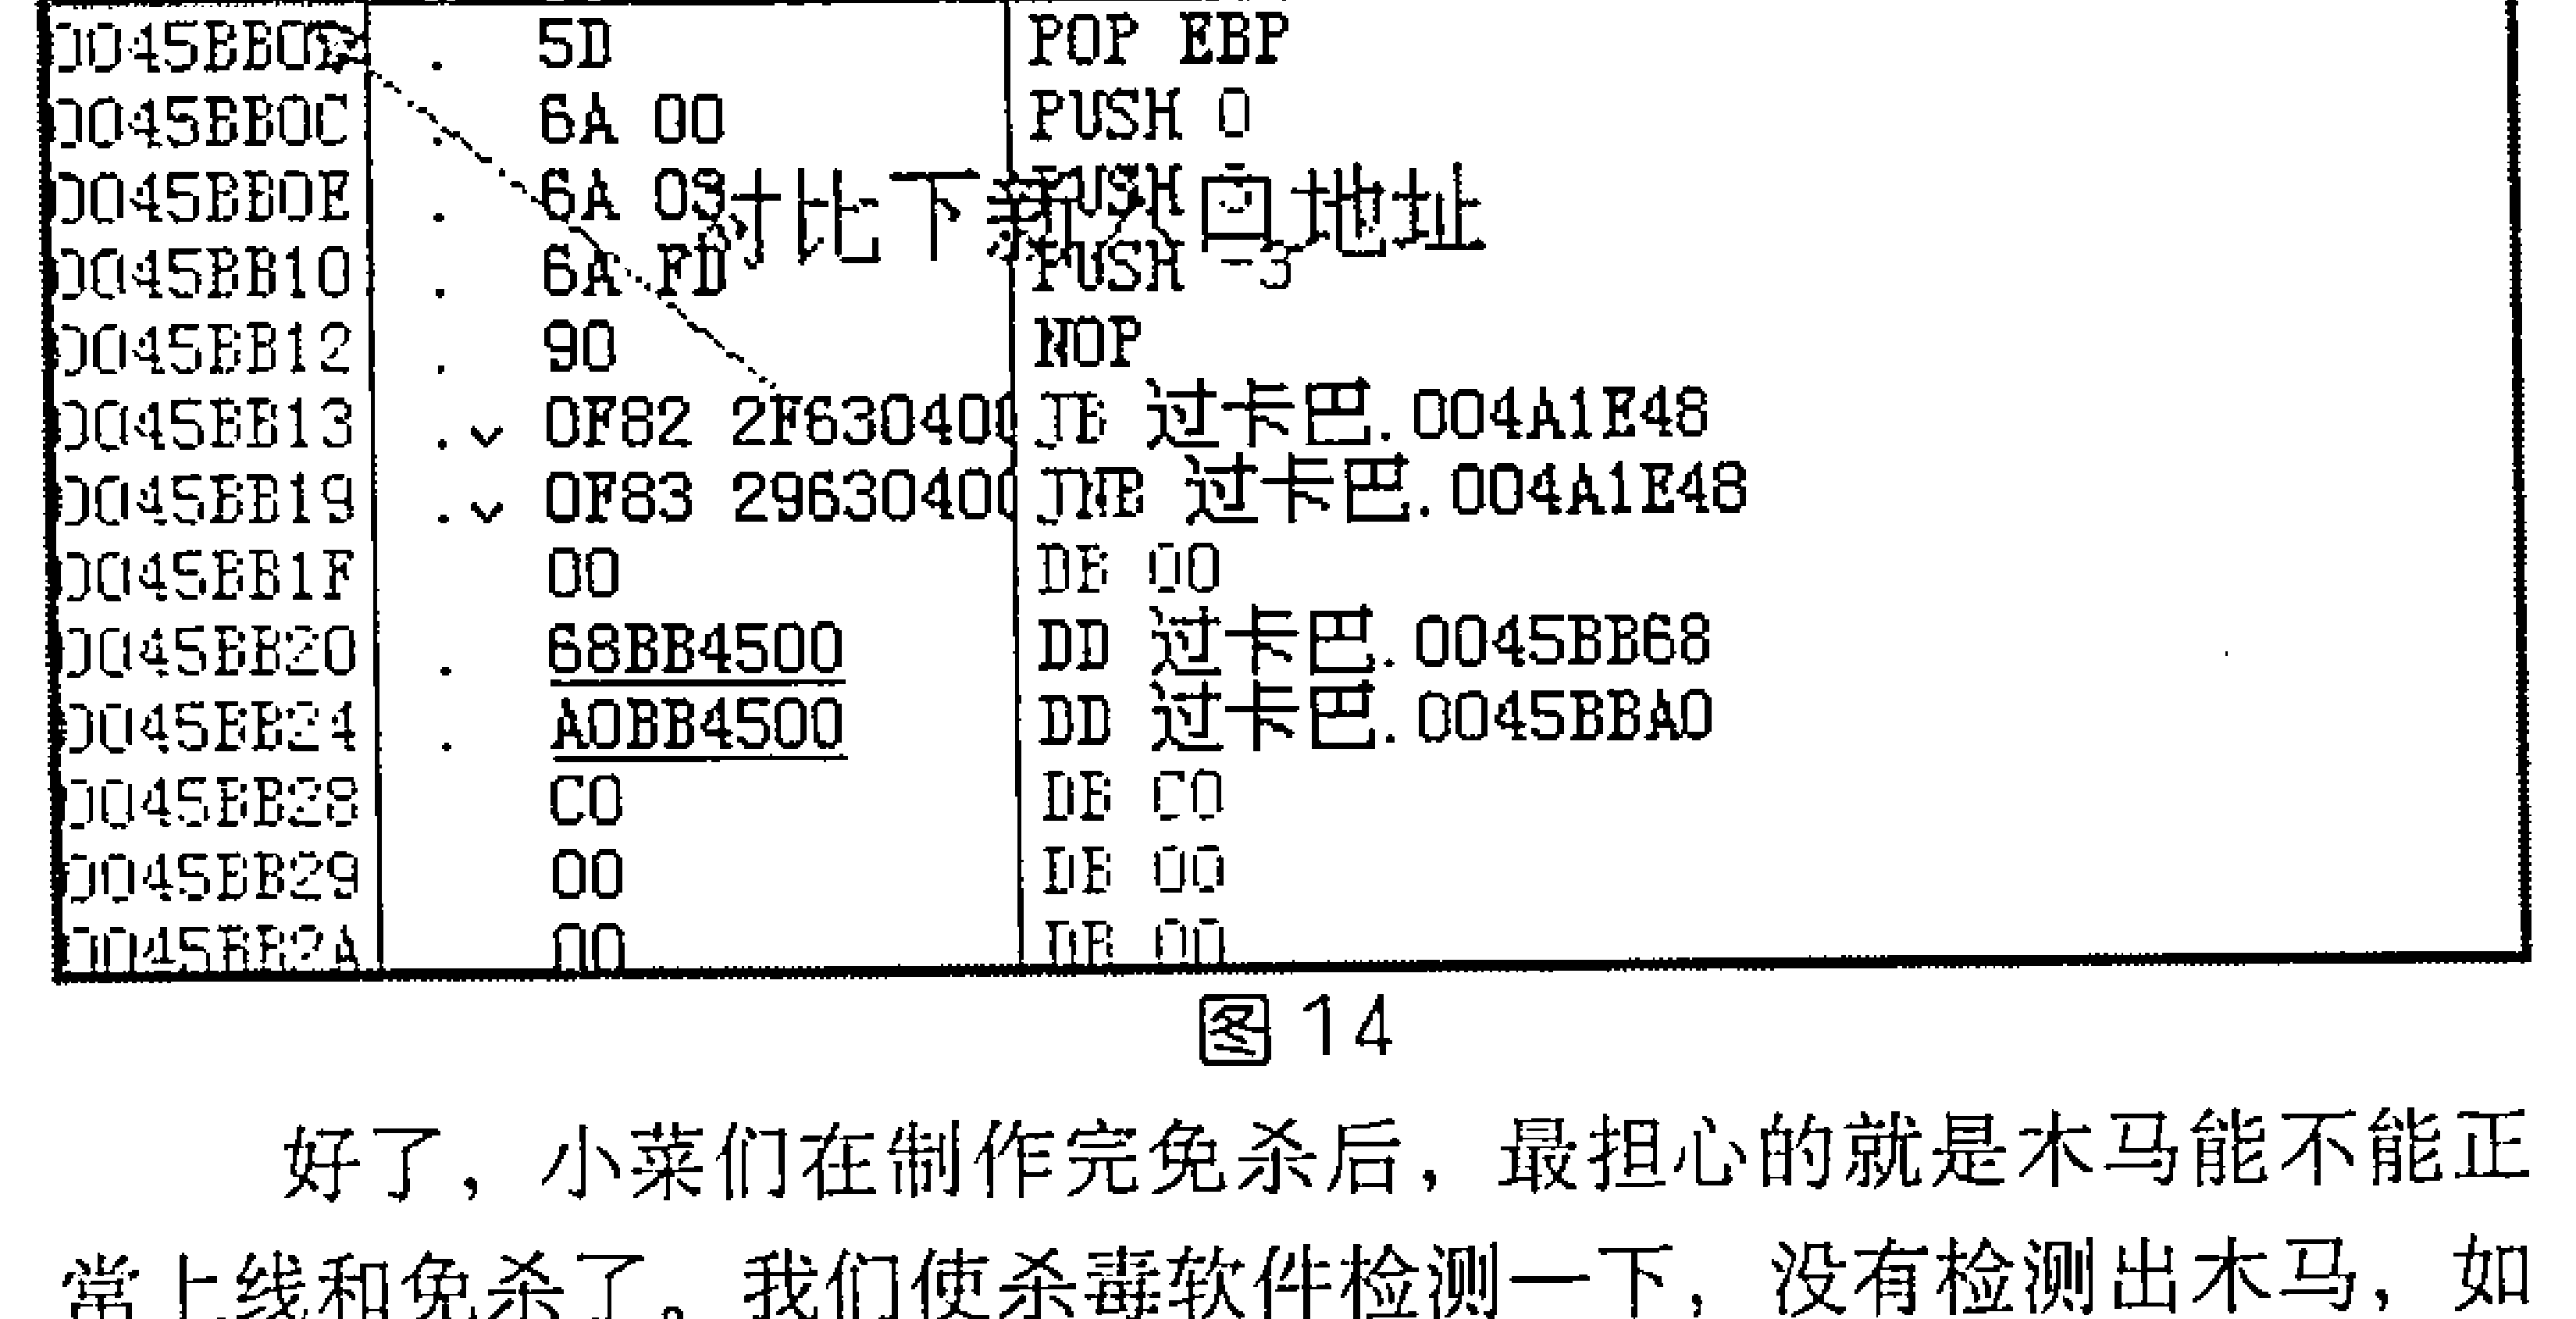 0045BB0B . 5D POP EBP
0045BB0C . 6A 00 PUSH 0
0045BB0E . 6A 03 PUSH
对比下新入口地址
0045BB10 . 6A FD PUSH -3
0045BB12 . 90 NOP
0045BB13 .v 0F82 2F630400 JB 过卡巴.004A1E48
0045BB19 .v 0F83 29630400 JNB 过卡巴.004A1E48
0045BB1F 00 DB 00
0045BB20 . 68BB4500 DD 过卡巴.0045BB68
0045BB24 . A0BB4500 DD 过卡巴.0045BBA0
0045BB28 C0 DB C0
0045BB29 00 DB 00
0045BB2A 00 DB 00
图 14
好了，小菜们在制作完免杀后，最担心的就是木马能不能正
常上线和免杀了。我们使杀毒软件检测一下，没有检测出木马，如